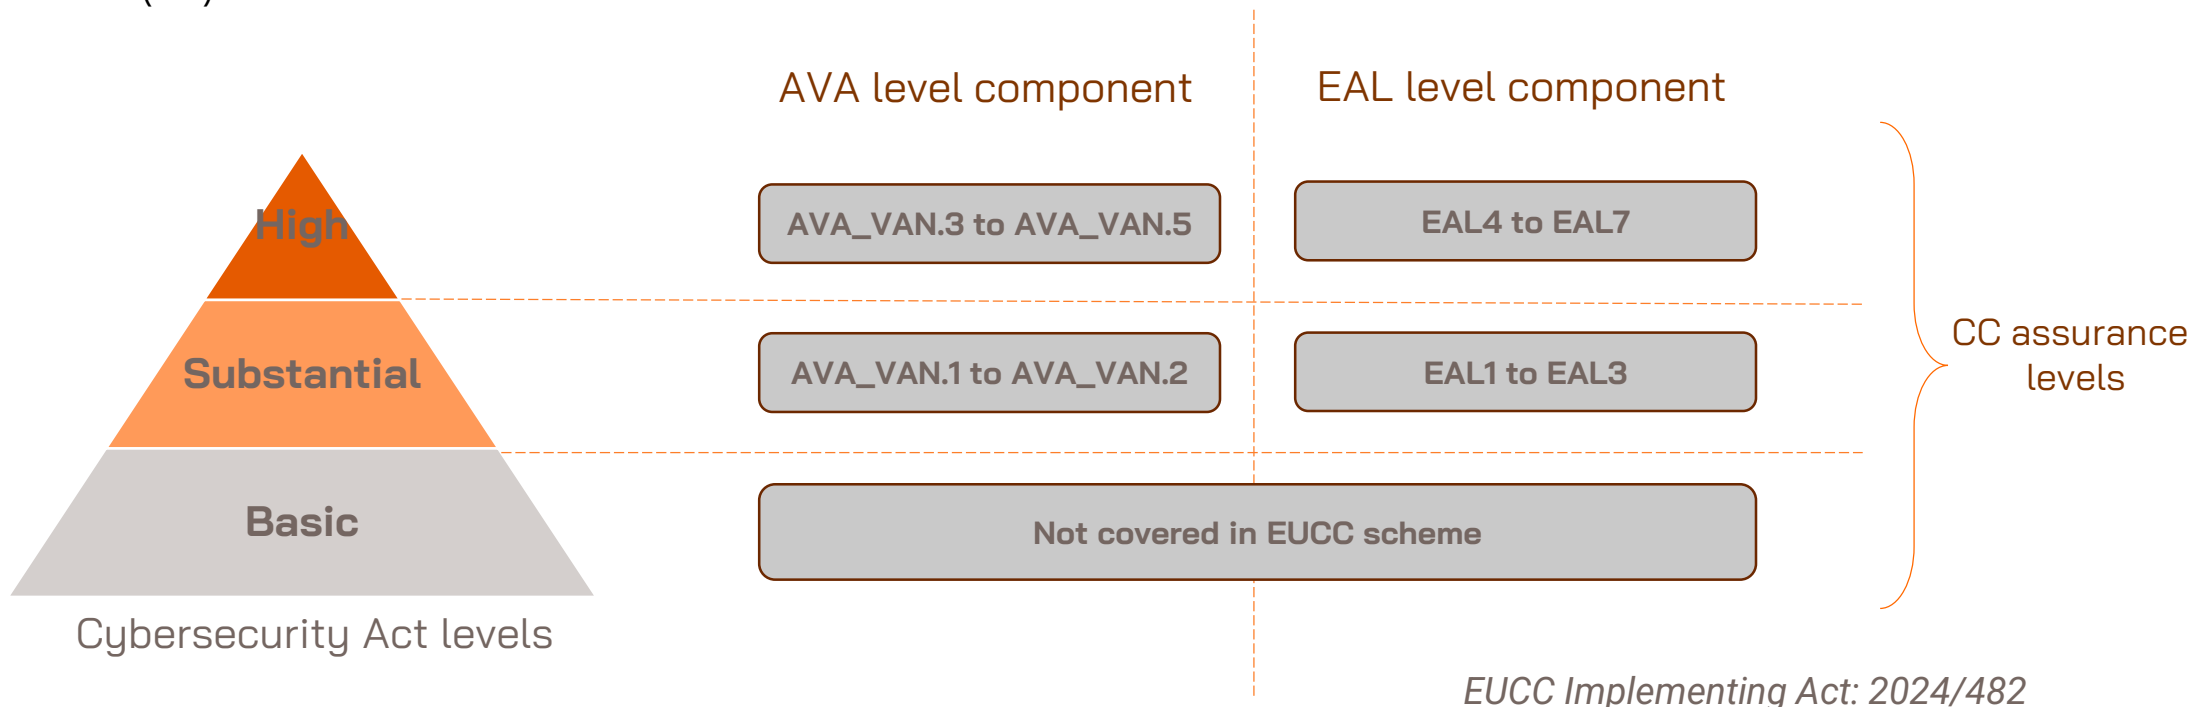 AVA level component
EAL level component
High
AVA_VAN.3 to AVA_VAN.5
EAL4 to EAL7
Substantial
AVA_VAN.1 to AVA_VAN.2
EAL1 to EAL3
CC assurance
levels
Basic
Not covered in EUCC scheme
Cybersecurity Act levels
EUCC Implementing Act: 2024/482